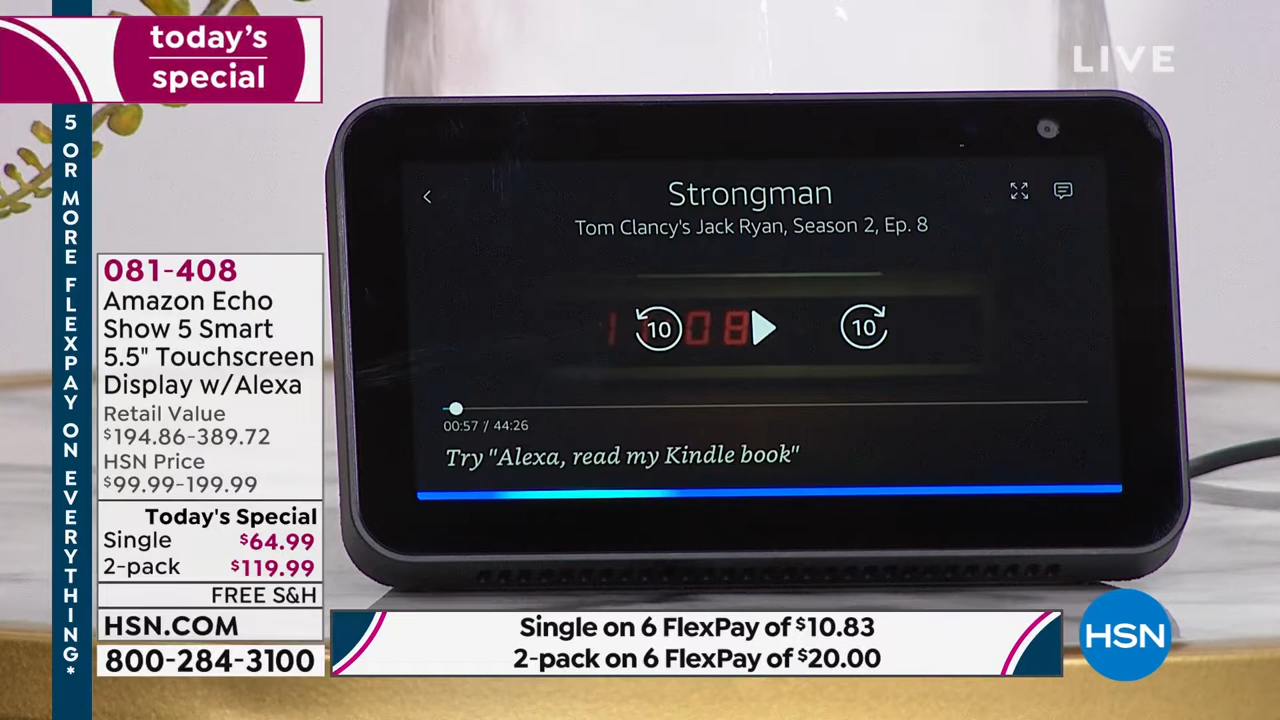 today's
special
LIVE
5 OR MORE FLEXPAY ON EVERYTHING*
081-408
Amazon Echo
Show 5 Smart
5.5" Touchscreen
Display w/Alexa
Retail Value
$194.86-389.72
HSN Price
$99.99-199.99
Today's Special
Single $64.99
2-pack $119.99
FREE S&H
HSN.COM
800-284-3100
Strongman
Tom Clancy's Jack Ryan, Season 2, Ep. 8
10
08
10
00:57 / 44:26
Try "Alexa, read my Kindle book"
Single on 6 FlexPay of $10.83
2-pack on 6 FlexPay of $20.00
HSN